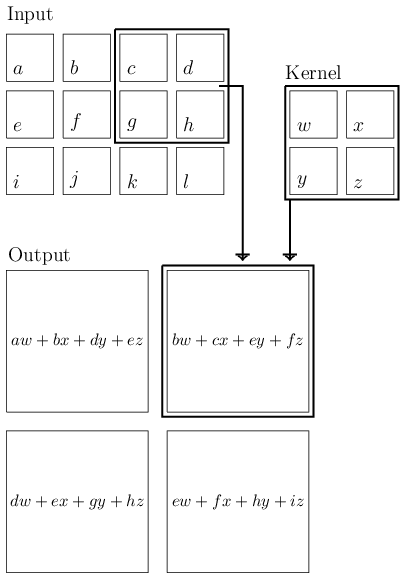 Input
a b c d
Kernel
e f g h
w x
i j k l
y z
Output
aw + bx + dy + ez
bw + cx + ey + fz
dw + ex + gy + hz
ew + fx + hy + iz